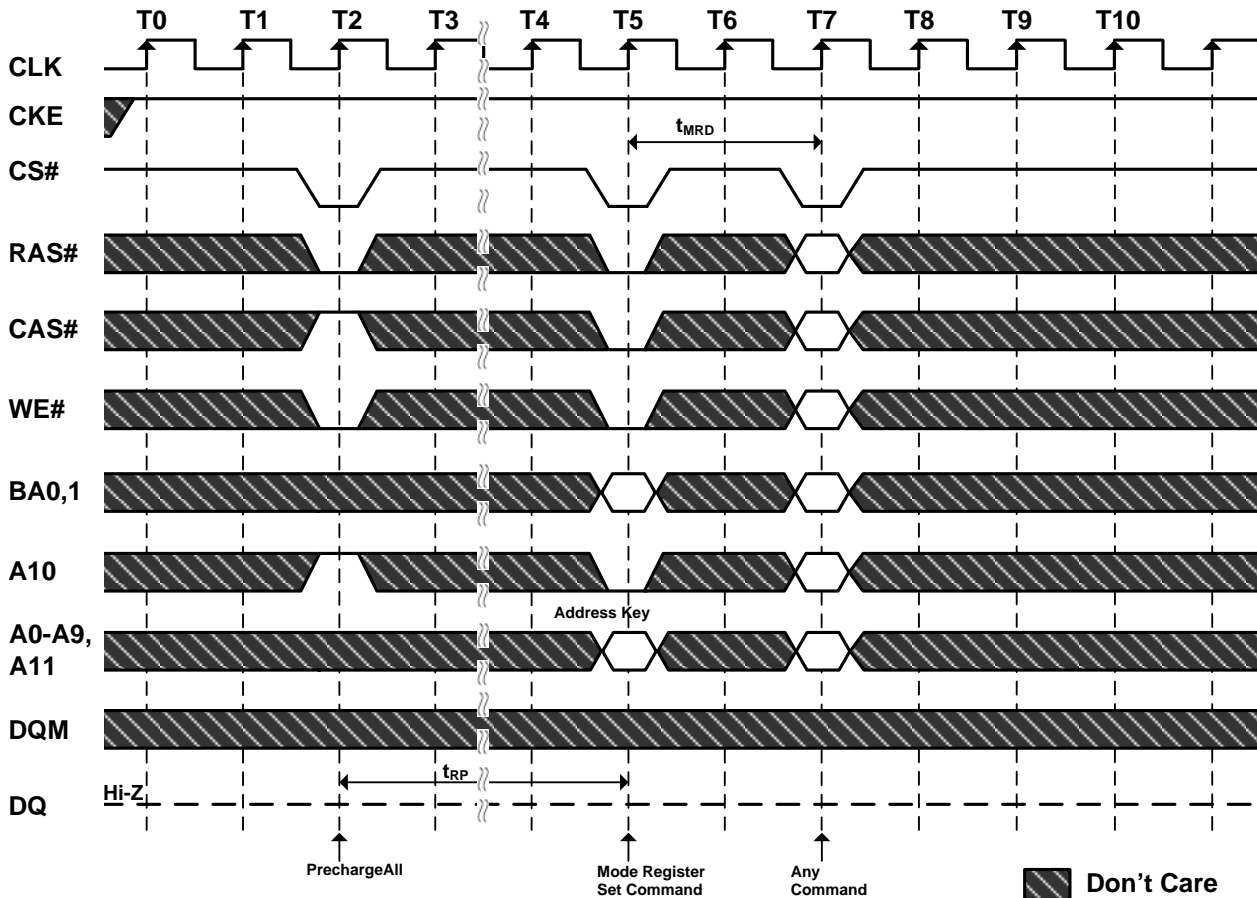 T0 T1 T2 T3 T4 T5 T6 T7 T8 T9 T10
CLK
CKE
tMRD
CS#
RAS#
CAS#
WE#
BA0,1
A10
Address Key
A0-A9,
A11
DQM
tRP
Hi-Z
DQ
PrechargeAll
Mode Register
Set Command
Any
Command
Don't Care